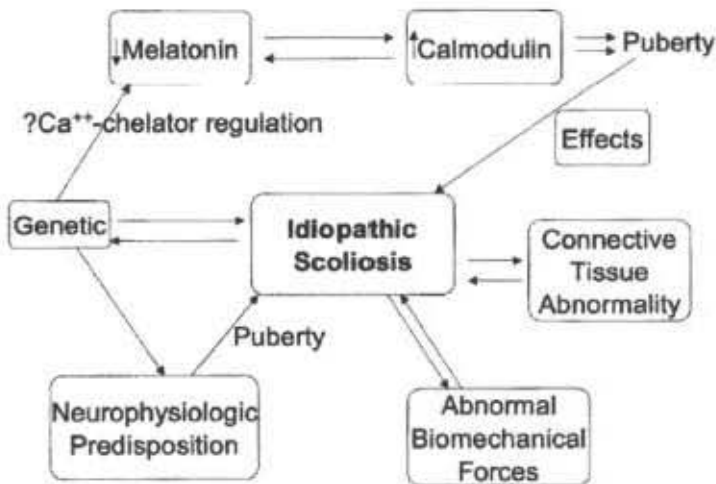 ↓Melatonin
↑Calmodulin
Puberty
?Ca⁺⁺-chelator regulation
Effects
Genetic
Idiopathic
Scoliosis
Connective
Tissue
Abnormality
Puberty
Neurophysiologic
Predisposition
Abnormal
Biomechanical
Forces